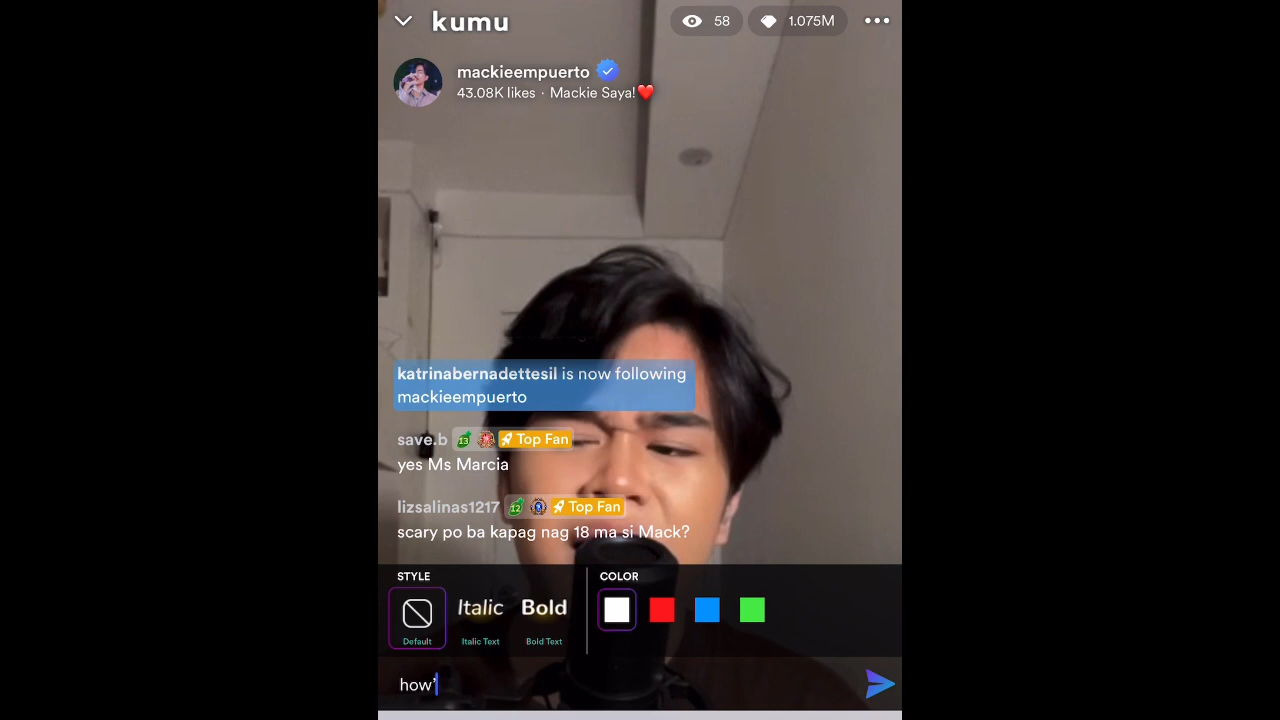 kumu
58
1.075M
mackieempuerto
43.08K likes · Mackie Saya!❤️
katrinabernadettesil is now following
mackieempuerto
save.b 13 Top Fan
yes Ms Marcia
lizsalinas1217 12 Top Fan
scary po ba kapag nag 18 ma si Mack?
STYLE
COLOR
Italic
Bold
Default
Italic Text
Bold Text
how'